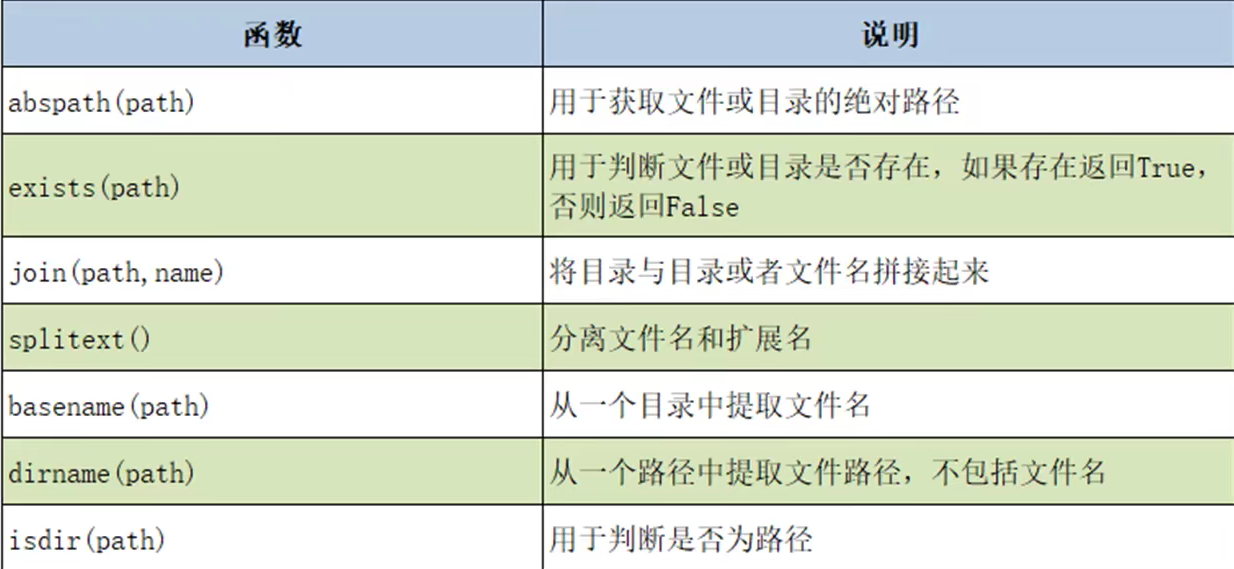 函数 说明
abspath(path) 用于获取文件或目录的绝对路径
exists(path) 用于判断文件或目录是否存在，如果存在返回True，
否则返回False
join(path,name) 将目录与目录或者文件名拼接起来
splitext() 分离文件名和扩展名
basename(path) 从一个目录中提取文件名
dirname(path) 从一个路径中提取文件路径，不包括文件名
isdir(path) 用于判断是否为路径